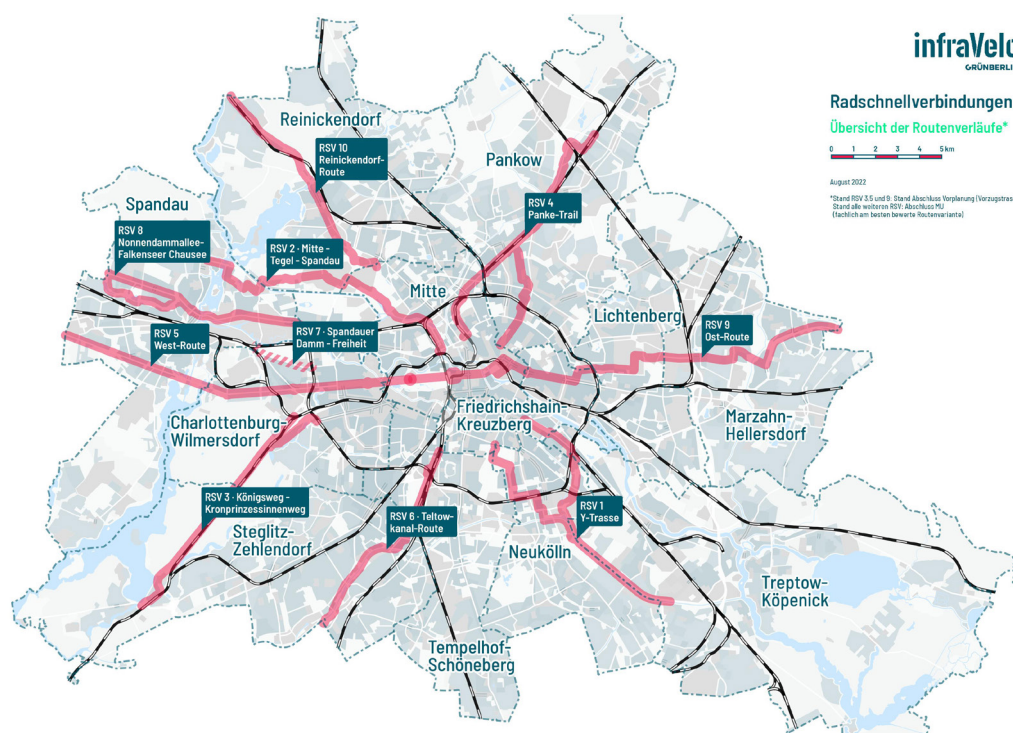 infraVelo
GRÜNBERLIN
Radschnellverbindungen
Übersicht der Routenverläufe*
0 1 2 3 4 5 km
August 2022
*Stand RSV 3,5 und 9: Stand Abschluss Vorplanung (Vorzugstras
Stand alle weiteren RSV: Abschluss MU
(fachlich am besten bewerte Routenvariante)
Reinickendorf
RSV 10
Reinickendorf-
Route
Pankow
Spandau
RSV 4
Panke-Trail
RSV 8
Nonnendammallee-
Falkenseer Chausee
RSV 2 · Mitte -
Tegel - Spandau
Mitte
Lichtenberg
RSV 5
West-Route
RSV 7 · Spandauer
Damm - Freiheit
RSV 9
Ost-Route
Charlottenburg-
Wilmersdorf
Friedrichshain-
Kreuzberg
Marzahn-
Hellersdorf
RSV 3 · Königsweg -
Kronprinzessinnenweg
RSV 6 · Teltow-
kanal-Route
RSV 1
Y-Trasse
Steglitz-
Zehlendorf
Neukölln
Treptow-
Köpenick
Tempelhof-
Schöneberg